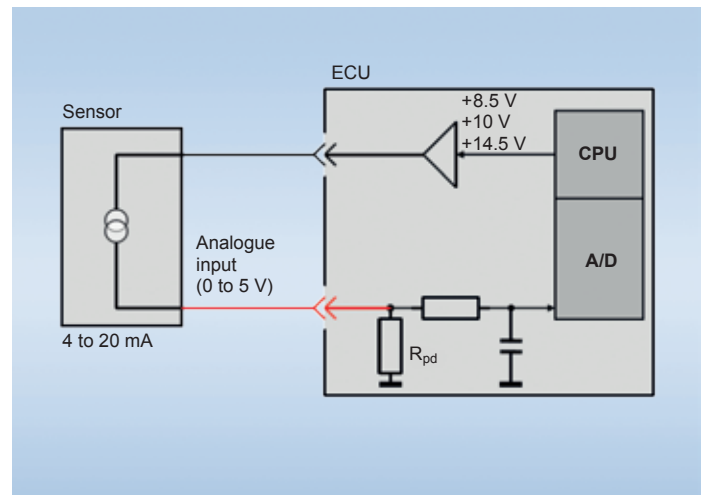 ECU
Sensor
+8.5 V
+10 V
+14.5 V
CPU
Analogue
input
(0 to 5 V)
A/D
4 to 20 mA
Rpd